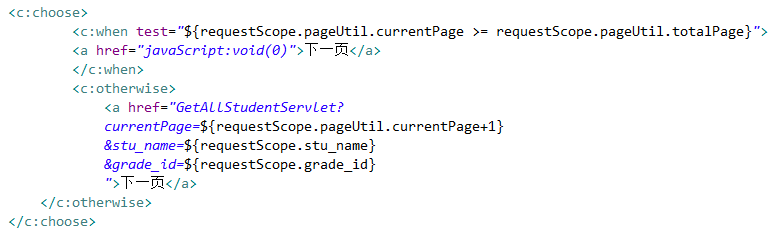 <c:choose>
<c:when test="${requestScope.pageUtil.currentPage >= requestScope.pageUtil.totalPage}">
<a href="javaScript:void(0)">下一页</a>
</c:when>
<c:otherwise>
<a href="GetAllStudentServlet?
currentPage=${requestScope.pageUtil.currentPage+1}
&stu_name=${requestScope.stu_name}
&grade_id=${requestScope.grade_id}
">下一页</a>
</c:otherwise>
</c:choose>